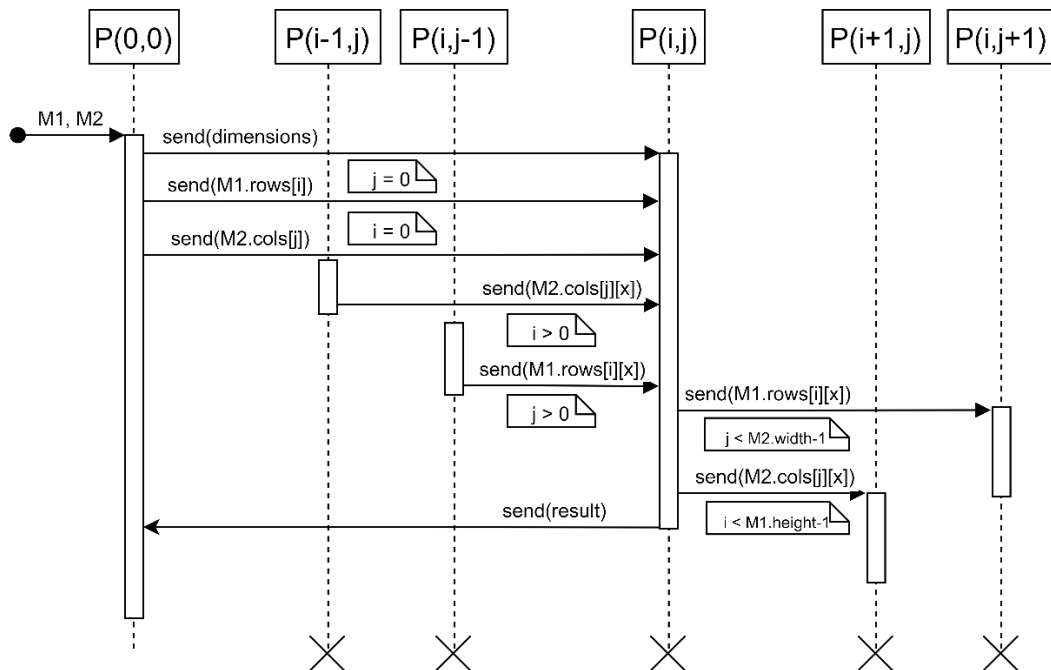 P(0,0)
P(i-1,j)
P(i,j-1)
P(i,j)
P(i+1,j)
P(i,j+1)
M1, M2
send(dimensions)
j = 0
send(M1.rows[i])
i = 0
send(M2.cols[j])
send(M2.cols[j][x])
i > 0
send(M1.rows[i][x])
j > 0
send(M1.rows[i][x])
j < M2.width-1
send(M2.cols[j][x])
i < M1.height-1
send(result)